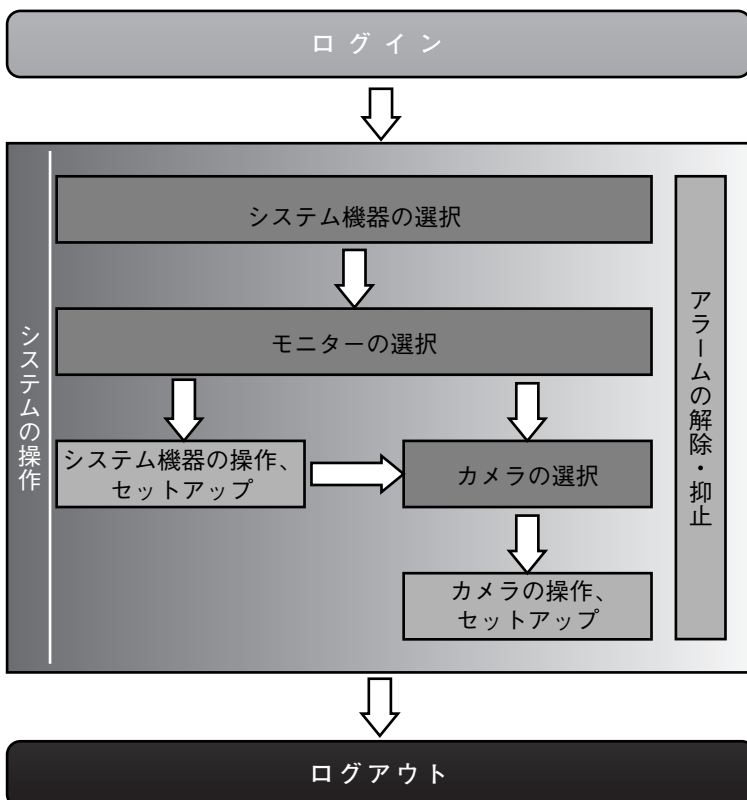 ログイン
システムの操作
システム機器の選択
モニターの選択
システム機器の操作、
セットアップ
カメラの選択
カメラの操作、
セットアップ
アラームの解除・抑止
ログアウト